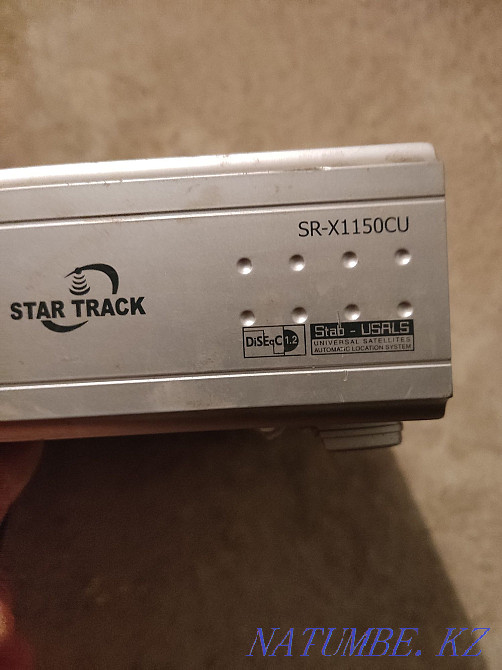 SR-X1150CU
STAR TRACK
DiSEqC 1.2
Stab - USALS
UNIVERSAL SATELLITES
AUTOMATIC LOCATION SYSTEM
NATUMBE. KZ